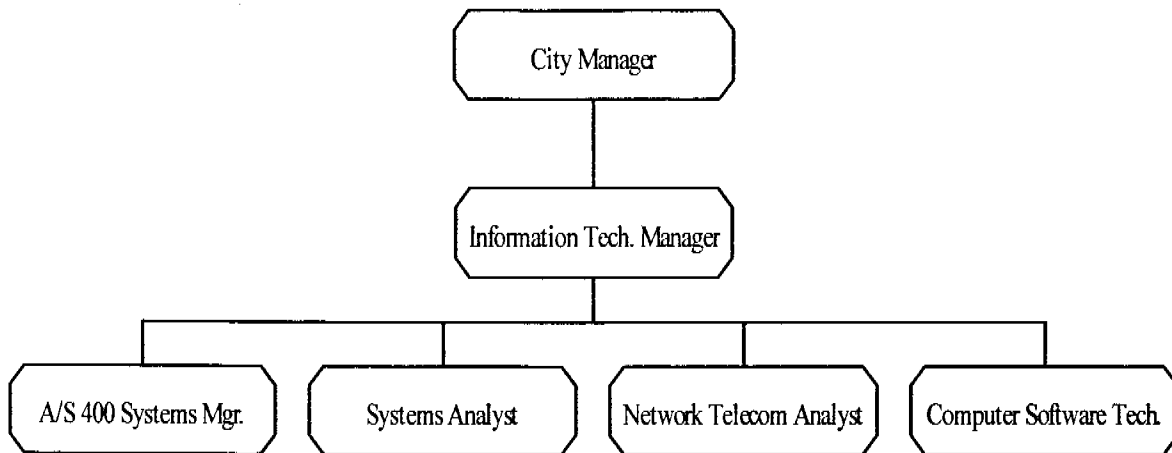 City Manager
Information Tech. Manager
A/S 400 Systems Mgr.
Systems Analyst
Network Telecom Analyst
Computer Software Tech.